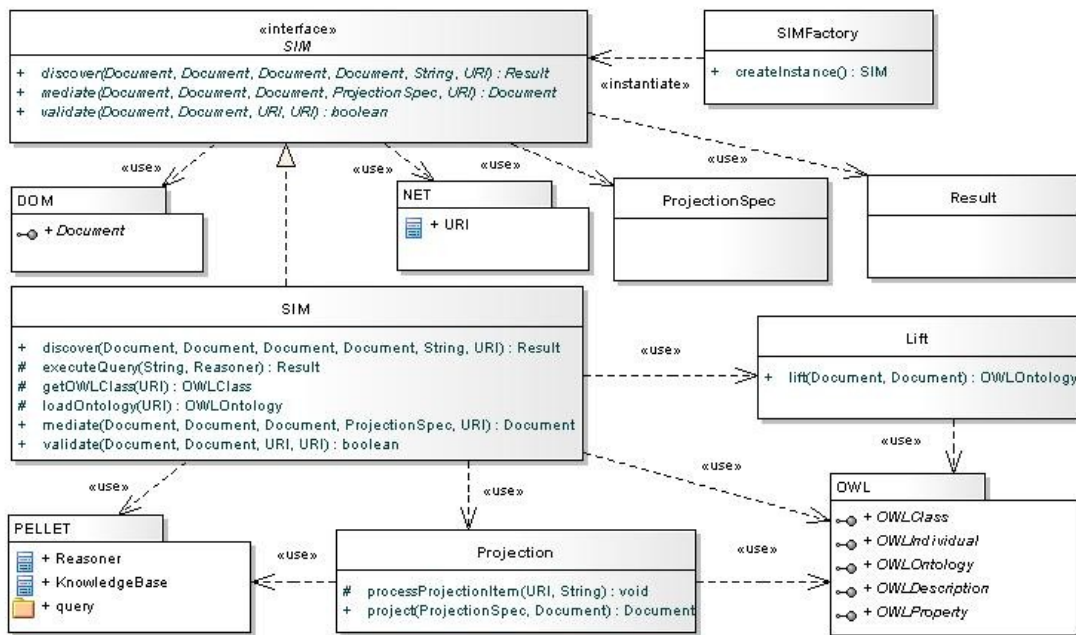 «interface»
SIM
+ discover(Document, Document, Document, Document, String, URI) : Result
+ mediate(Document, Document, Document, ProjectionSpec, URI) : Document
+ validate(Document, Document, URI, URI) : boolean
SIMFactory
+ createInstance() : SIM
«instantiate»
«use»
«use»
«use»
«use»
DOM
+ Document
NET
+ URI
ProjectionSpec
Result
SIM
+ discover(Document, Document, Document, Document, String, URI) : Result
# executeQuery(String, Reasoner) : Result
# getOWLClass(URI) : OWLClass
# loadOntology(URI) : OWLOntology
+ mediate(Document, Document, Document, ProjectionSpec, URI) : Document
+ validate(Document, Document, URI, URI) : boolean
«use»
Lift
+ lift(Document, Document) : OWLOntology
«use»
«use»
«use»
«use»
PELLET
+ Reasoner
+ KnowledgeBase
+ query
«use»
Projection
# processProjectionItem(URI, String) : void
+ project(ProjectionSpec, Document) : Document
«use»
OWL
+ OWLClass
+ OWLIndividual
+ OWLOntology
+ OWLDescription
+ OWLProperty